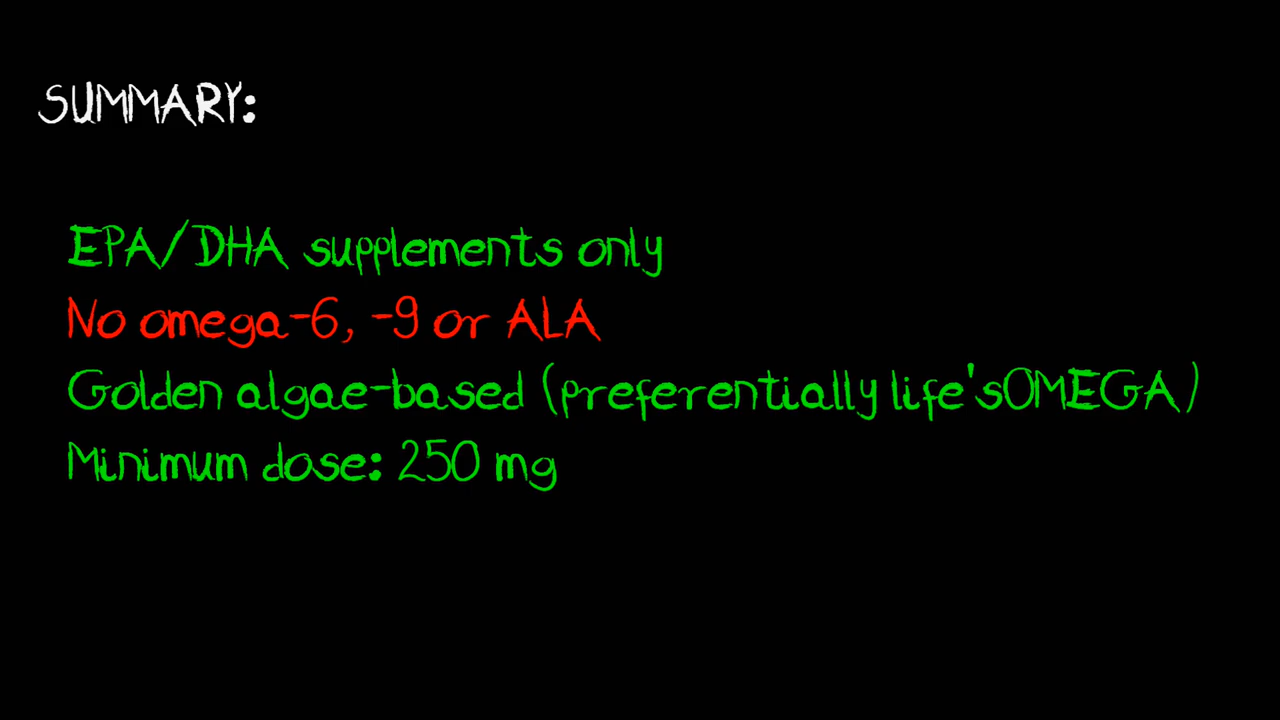 SUMMARY:
EPA/DHA supplements only
No omega-6, -9 or ALA
Golden algae-based (preferentially life'sOMEGA)
Minimum dose: 250 mg